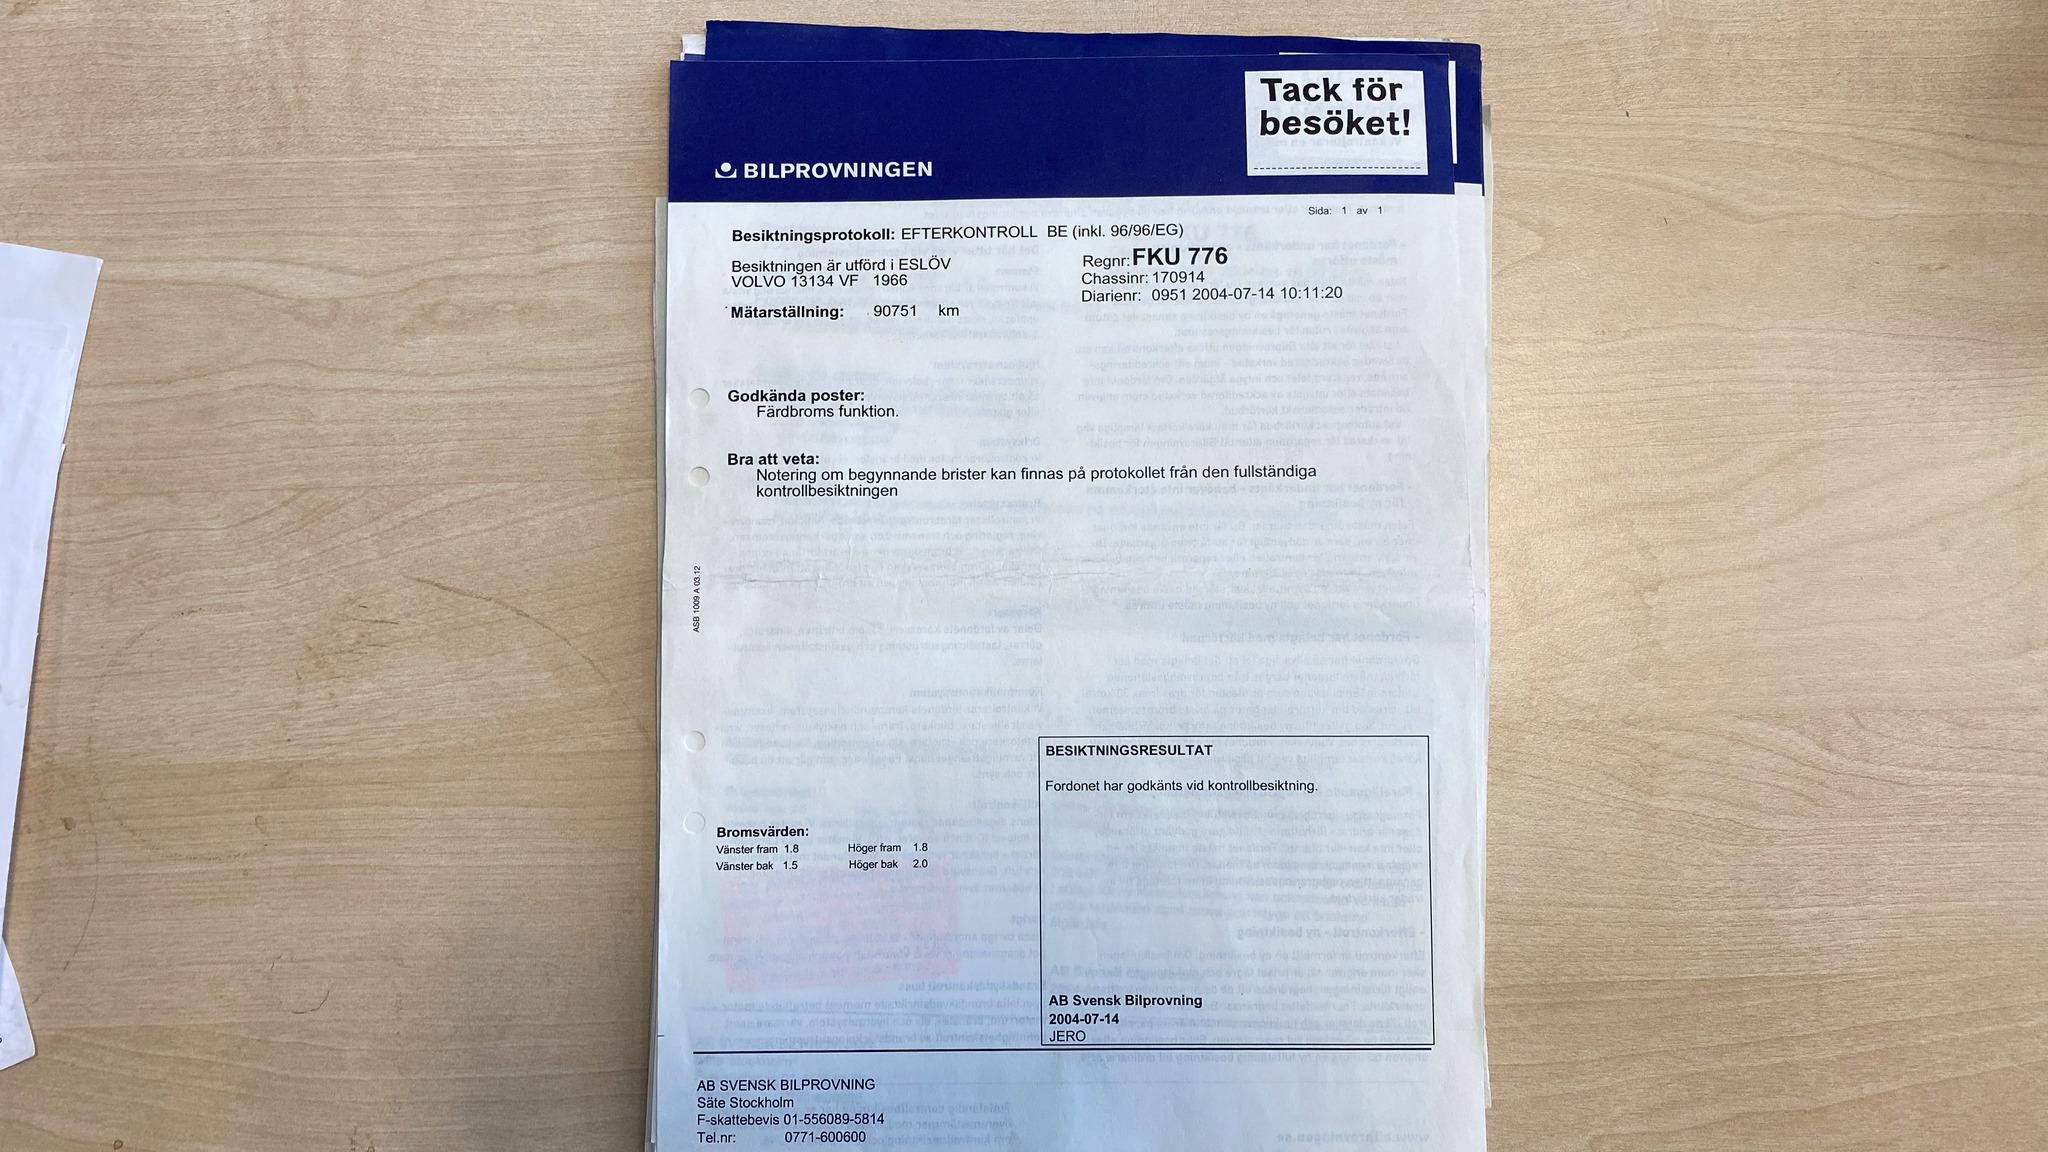 Tack för
besöket!
BILPROVNINGEN
Sida: 1 av 1
Besiktningsprotokoll: EFTERKONTROLL BE (inkl. 96/96/EG)
Besiktningen är utförd i ESLÖV
VOLVO 13134 VF 1966
Mätarställning: 90751 km
Regnr: FKU 776
Chassinr: 170914
Diarienr: 0951 2004-07-14 10:11:20
Godkända poster:
Färdbroms funktion.
Bra att veta:
Notering om begynnande brister kan finnas på protokollet från den fullständiga
kontrollbesiktningen
ASB 1009 A 03.12
Bromsvärden:
Vänster fram 1.8 Höger fram 1.8
Vänster bak 1.5 Höger bak 2.0
BESIKTNINGSRESULTAT
Fordonet har godkänts vid kontrollbesiktning.
AB Svensk Bilprovning
2004-07-14
JERO
AB SVENSK BILPROVNING
Säte Stockholm
F-skattebevis 01-556089-5814
Tel.nr: 0771-600600